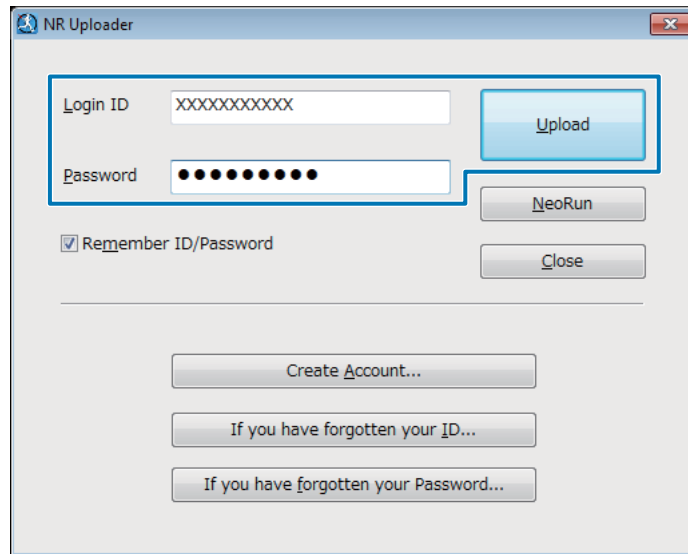 NR Uploader
Login ID XXXXXXXXXXX
Upload
Password ●●●●●●●●●
NeoRun
Remember ID/Password
Close
Create Account...
If you have forgotten your ID...
If you have forgotten your Password...